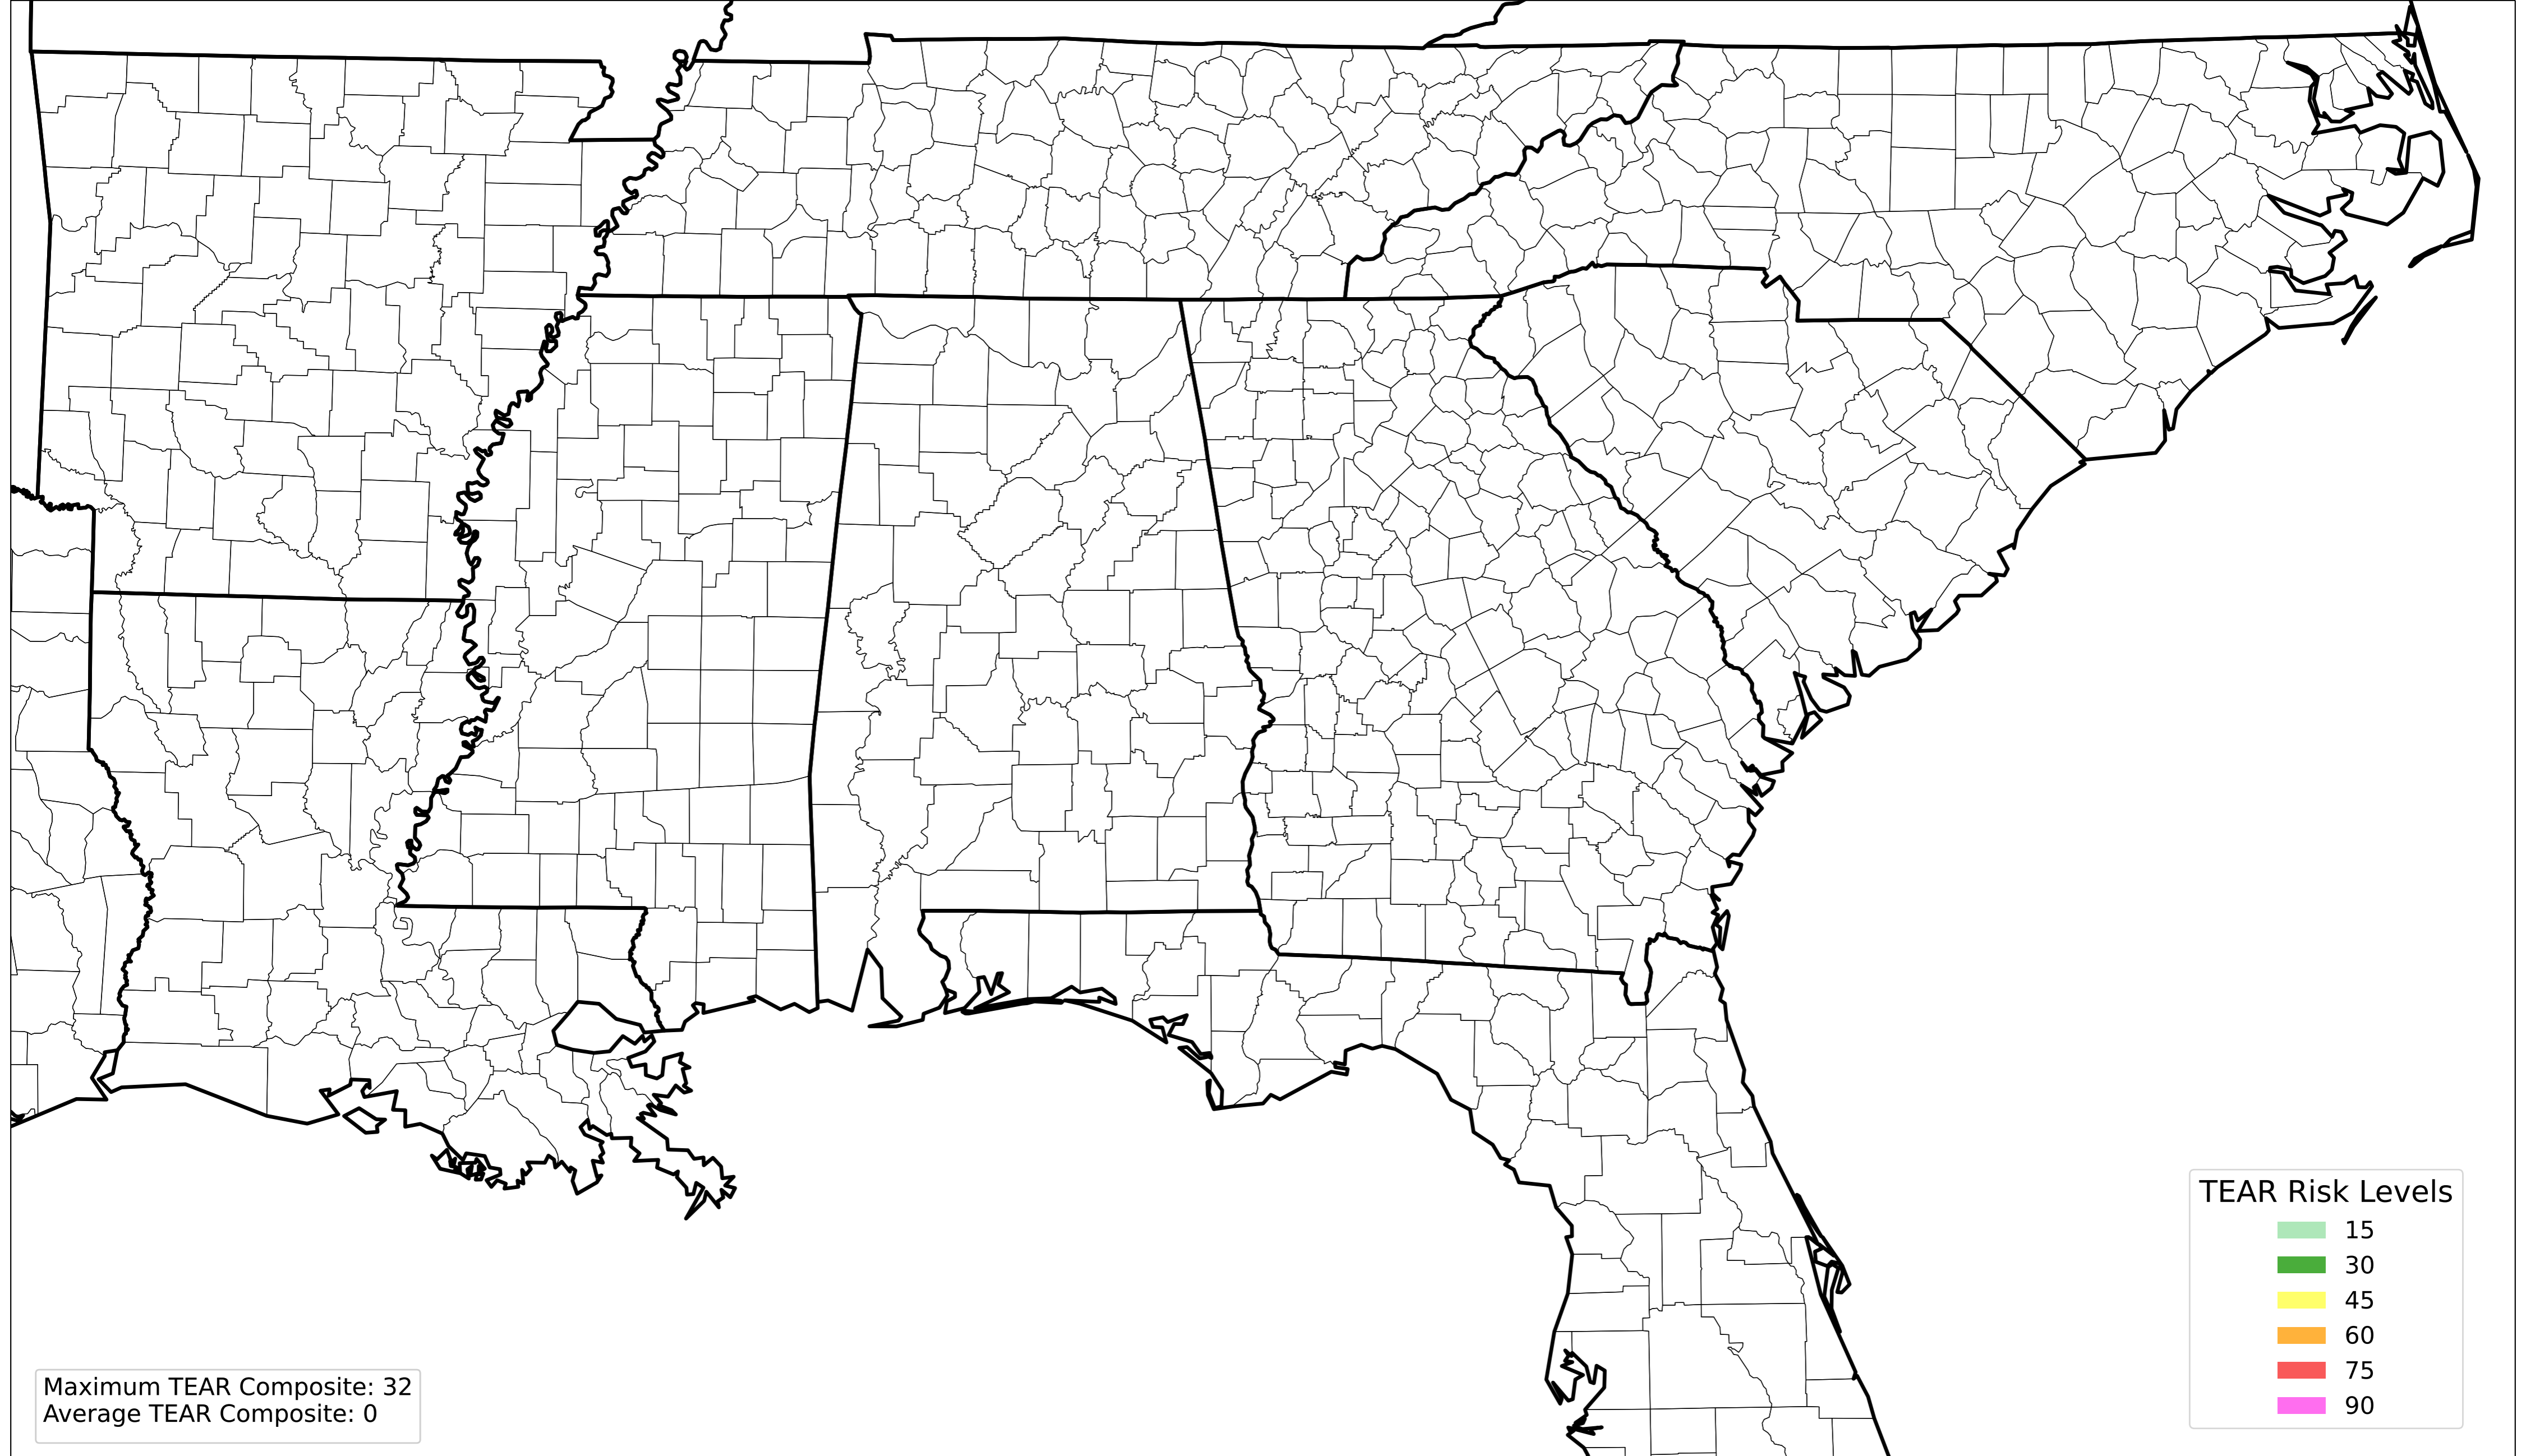 TEAR Risk Levels
15
30
45
60
75
90
Maximum TEAR Composite: 32
Average TEAR Composite: 0